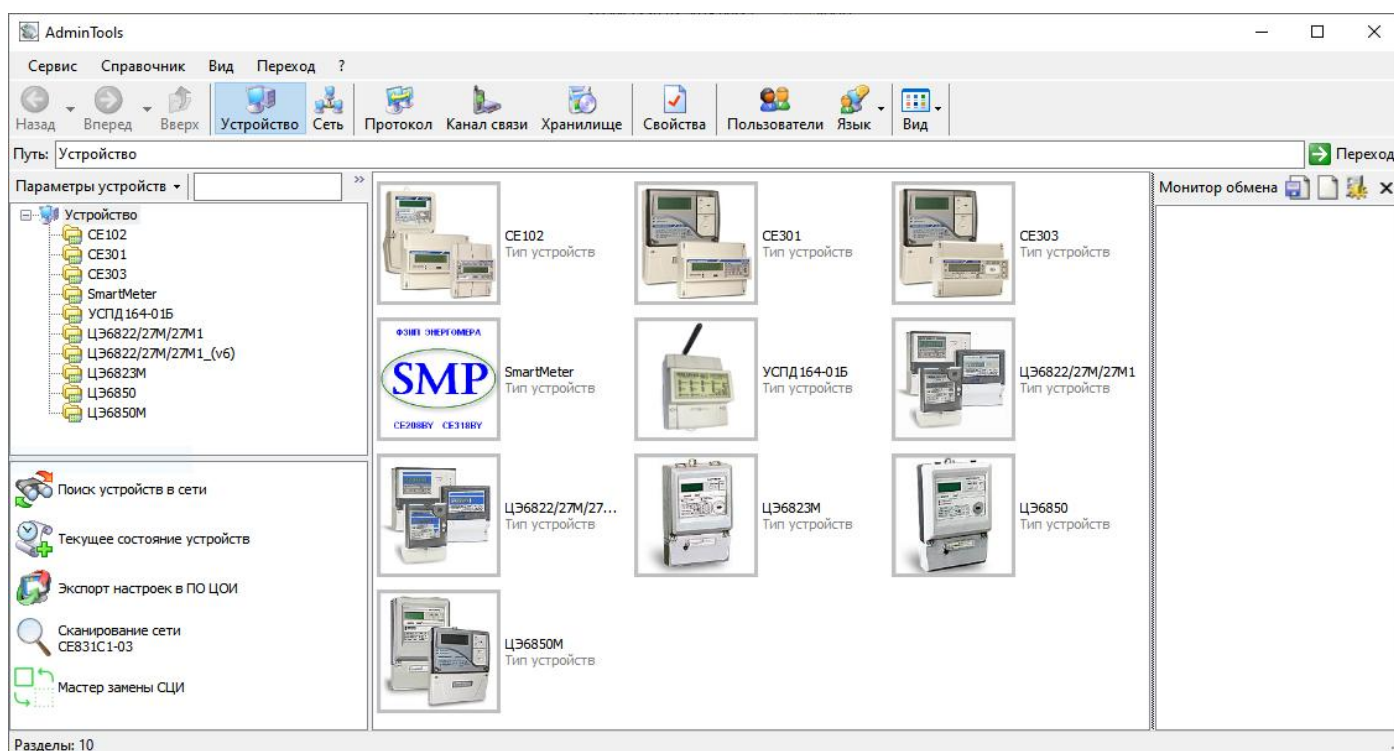 AdminTools
Сервис Справочник Вид Переход ?
Назад Вперед Вверх Устройство Сеть Протокол Канал связи Хранилище Свойства Пользователи Язык Вид
Путь: Устройство Переход
Параметры устройств
Монитор обмена
Устройство
CE102
CE301
CE303
SmartMeter
УСПД 164-01Б
ЦЭ6822/27М/27М1
ЦЭ6822/27М/27М1_(v6)
ЦЭ6823М
ЦЭ6850
ЦЭ6850М
Поиск устройств в сети
Текущее состояние устройств
Экспорт настроек в ПО ЦОИ
Сканирование сети
CE831C1-03
Мастер замены СЦИ
CE102
Тип устройств
CE301
Тип устройств
CE303
Тип устройств
ФЗИП ЭНЕРГОМЕРА
SMP
CE208BY CE318BY
SmartMeter
Тип устройств
УСПД 164-01Б
Тип устройств
ЦЭ6822/27М/27М1
Тип устройств
ЦЭ6822/27М/27...
Тип устройств
ЦЭ6823М
Тип устройств
ЦЭ6850
Тип устройств
ЦЭ6850М
Тип устройств
Разделы: 10